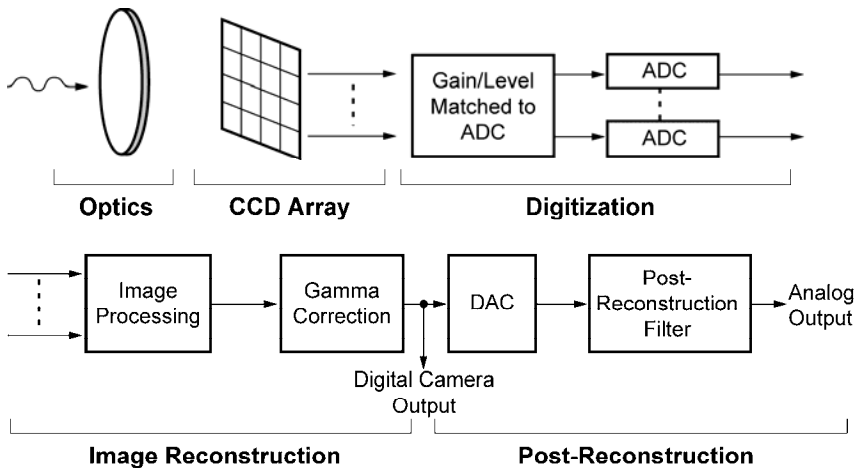 Gain/Level
Matched to
ADC
ADC
ADC
Optics
CCD Array
Digitization
Image
Processing
Gamma
Correction
DAC
Post-
Reconstruction
Filter
Analog
Output
Digital Camera
Output
Image Reconstruction
Post-Reconstruction